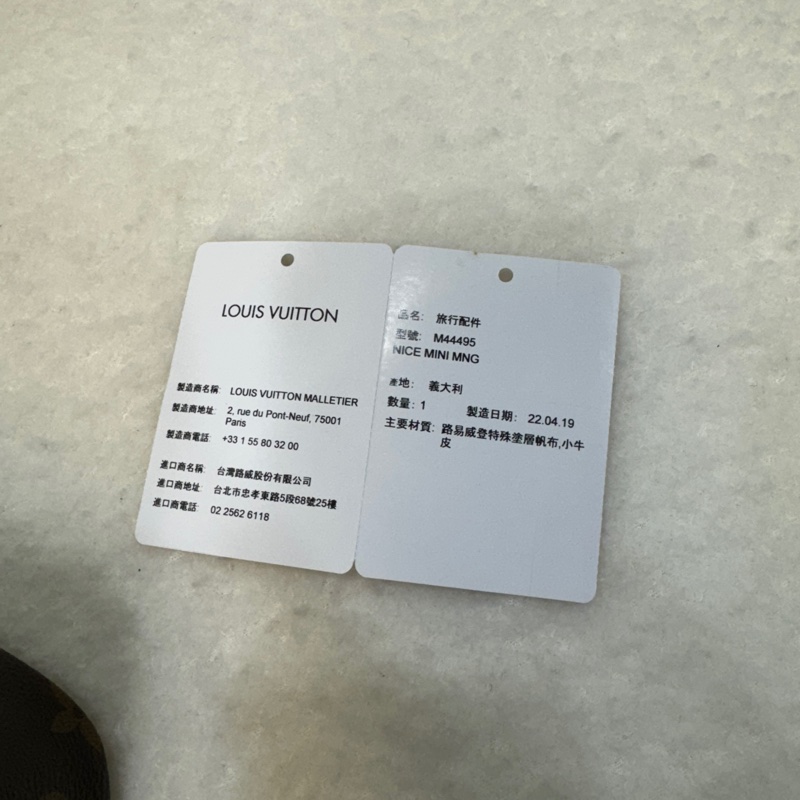 LOUIS VUITTON
製造商名稱: LOUIS VUITTON MALLETIER
製造商地址: 2, rue du Pont-Neuf, 75001
Paris
製造商電話: +33 1 55 80 32 00
進口商名稱: 台灣路威股份有限公司
進口商地址: 台北市忠孝東路5段68號25樓
進口商電話: 02 2562 6118
品名: 旅行配件
型號: M44495
NICE MINI MNG
產地: 義大利
數量: 1 製造日期: 22.04.19
主要材質: 路易威登特殊塗層帆布,小牛
皮